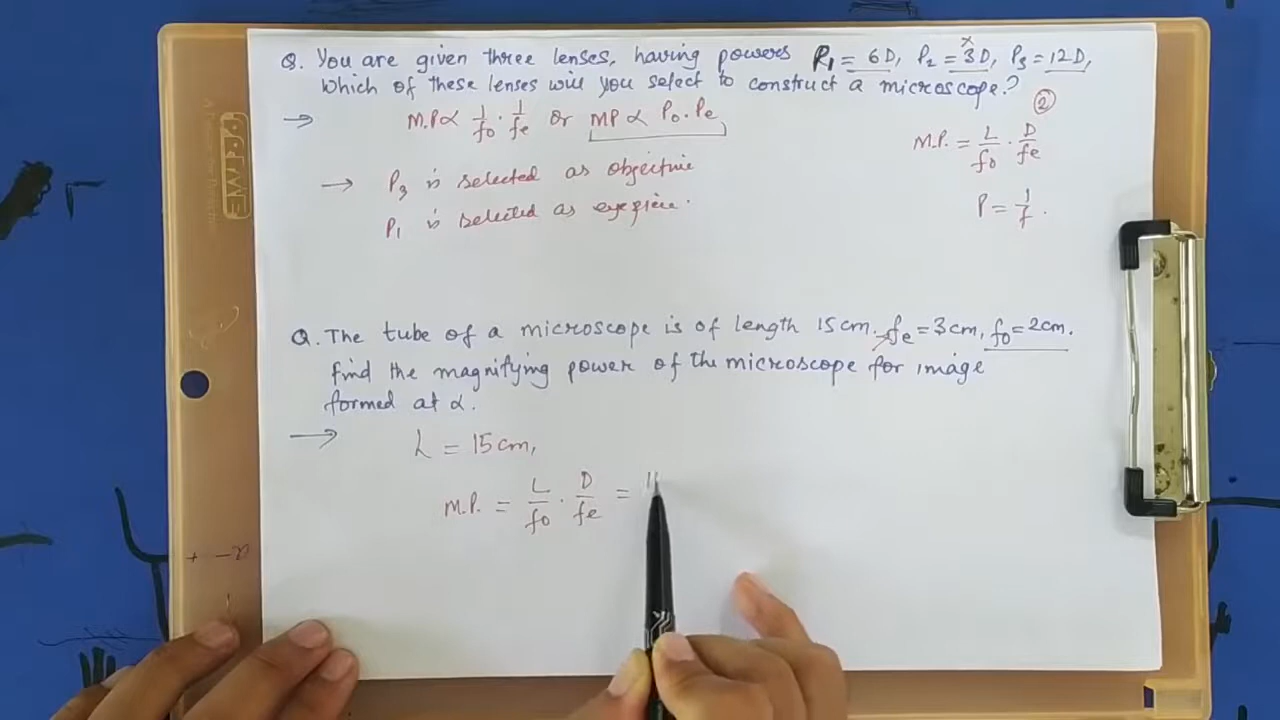 Q. You are given three lenses, having powers P₁ = 6D, P₂ = 3D, P₃ = 12D,
x
Which of these lenses will you select to construct a microscope?
②
→ M.P ∝ 1/fo · 1/fe or MP ∝ Po. Pe
M.P. = L/fo · D/fe
→ P₃ is selected as objective
P₁ is selected as eyepiece.
P = 1/f .
Q. The tube of a microscope is of length 15cm. fe = 3cm, fo = 2cm.
find the magnifying power of the microscope for image
formed at α.
→ L = 15cm,
M.P. = L/fo · D/fe =
+ -